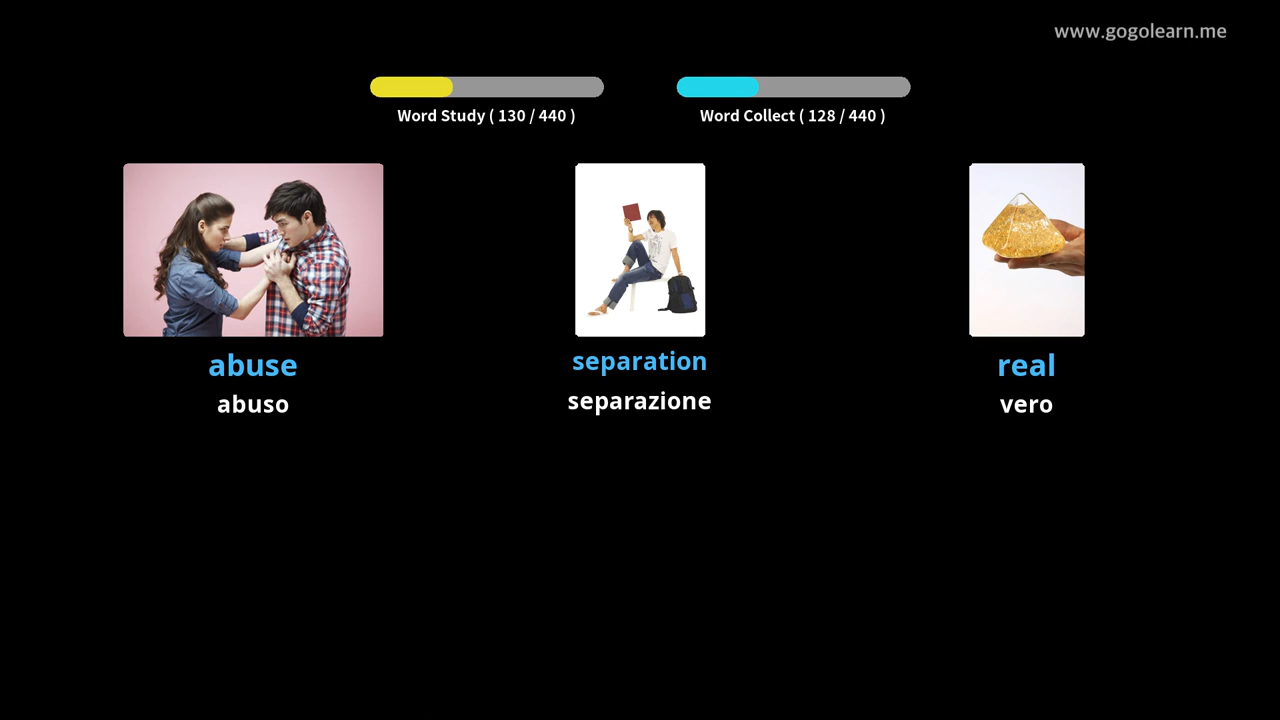 www.gogolearn.me
Word Study ( 130 / 440 )
Word Collect ( 128 / 440 )
abuse
abuso
separation
separazione
real
vero